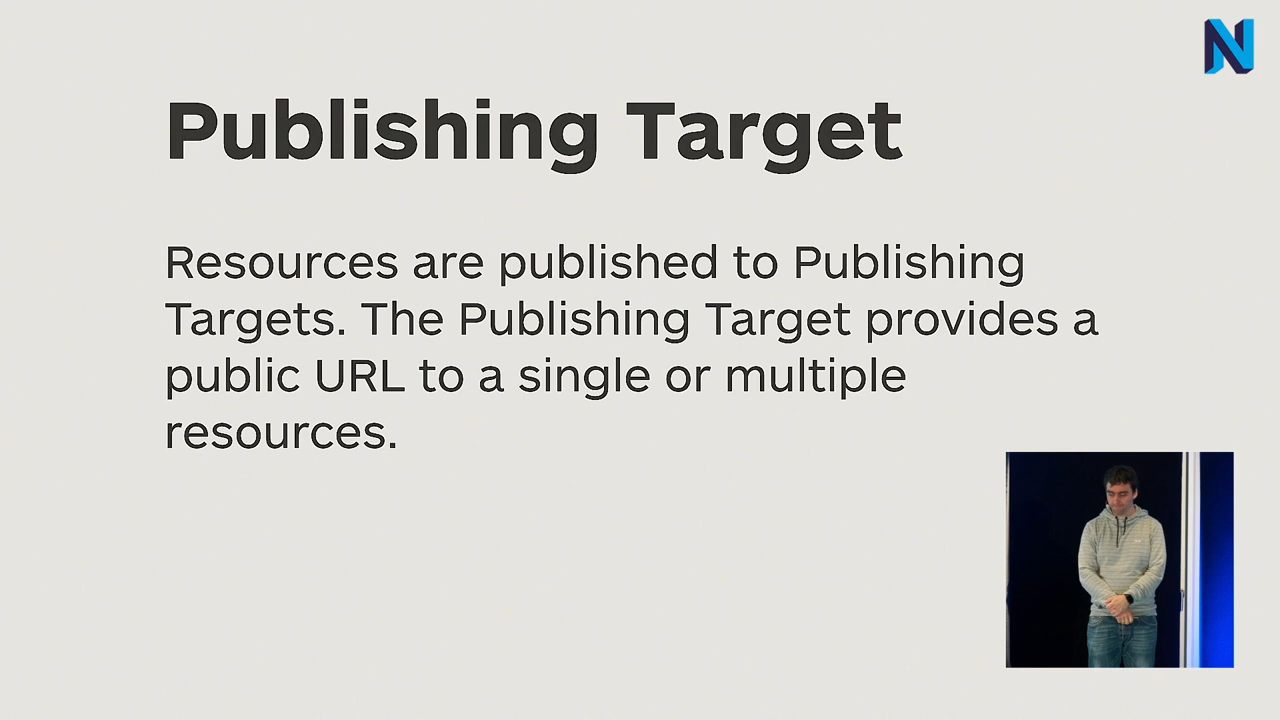 Publishing Target
Resources are published to Publishing
Targets. The Publishing Target provides a
public URL to a single or multiple
resources.